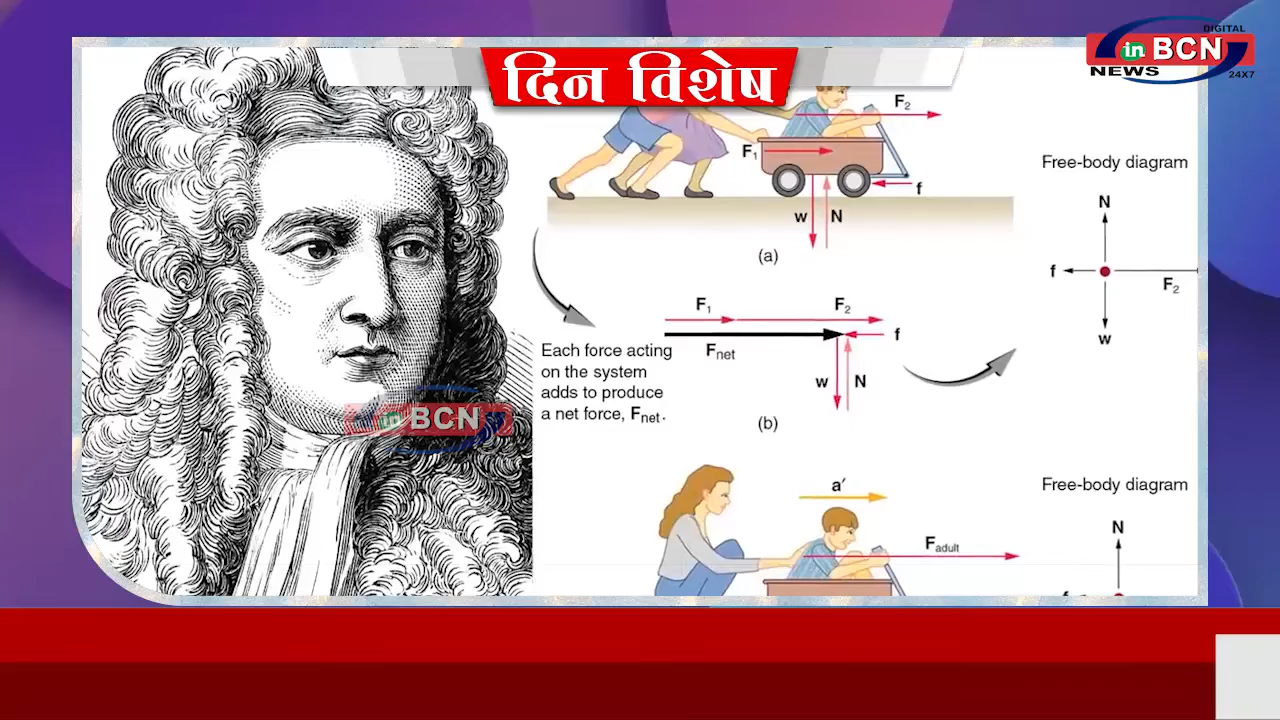 दिन विशेष
DIGITAL
in BCN
NEWS
24X7
F2
F1
f
w
N
(a)
Free-body diagram
N
f
F2
w
F1
F2
f
Fnet
w
N
(b)
Each force acting
on the system
adds to produce
a net force, Fnet.
in BCN
a′
Fadult
Free-body diagram
N